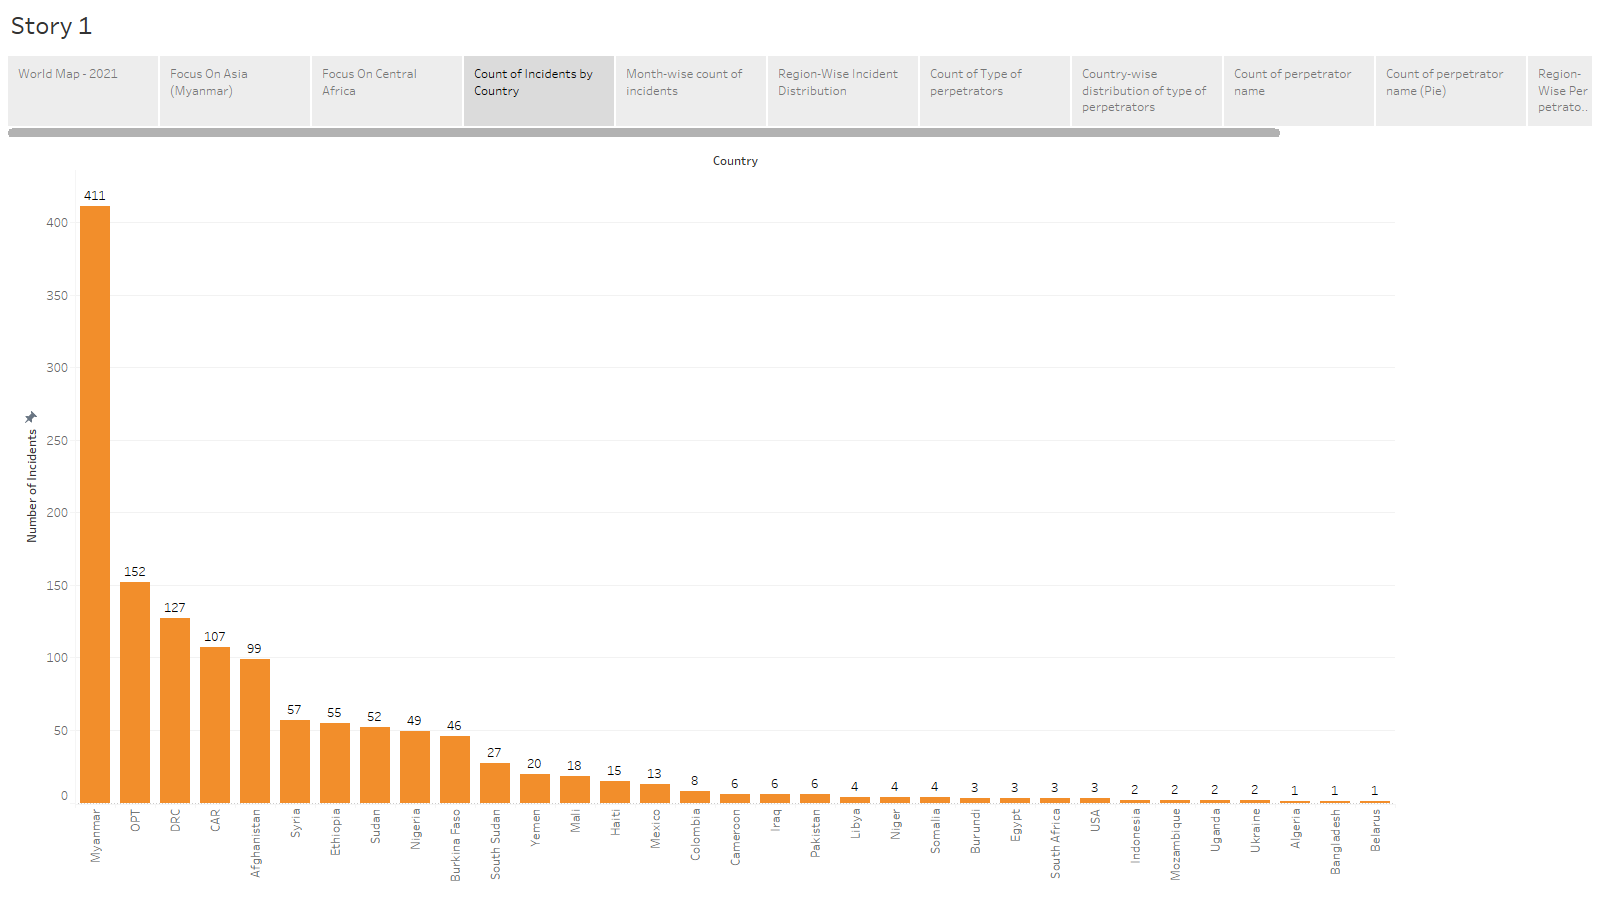 Story 1
World Map - 2021
Focus On Asia
(Myanmar)
Focus On Central
Africa
Count of Incidents by
Country
Month-wise count of
incidents
Region-Wise Incident
Distribution
Count of Type of
perpetrators
Country-wise
distribution of type of
perpetrators
Count of perpetrator
name
Count of perpetrator
name (Pie)
Region-
Wise Per
petrato..
Country
Number of Incidents
400
350
300
250
200
150
100
50
0
411
152
127
107
99
57
55
52
49
46
27
20
18
15
13
8
6
6
6
4
4
4
3
3
3
3
2
2
2
2
1
1
1
Myanmar
OPT
DRC
CAR
Afghanistan
Syria
Ethiopia
Sudan
Nigeria
Burkina Faso
South Sudan
Yemen
Mali
Haiti
Mexico
Colombia
Cameroon
Iraq
Pakistan
Libya
Niger
Somalia
Burundi
Egypt
South Africa
USA
Indonesia
Mozambique
Uganda
Ukraine
Algeria
Bangladesh
Belarus